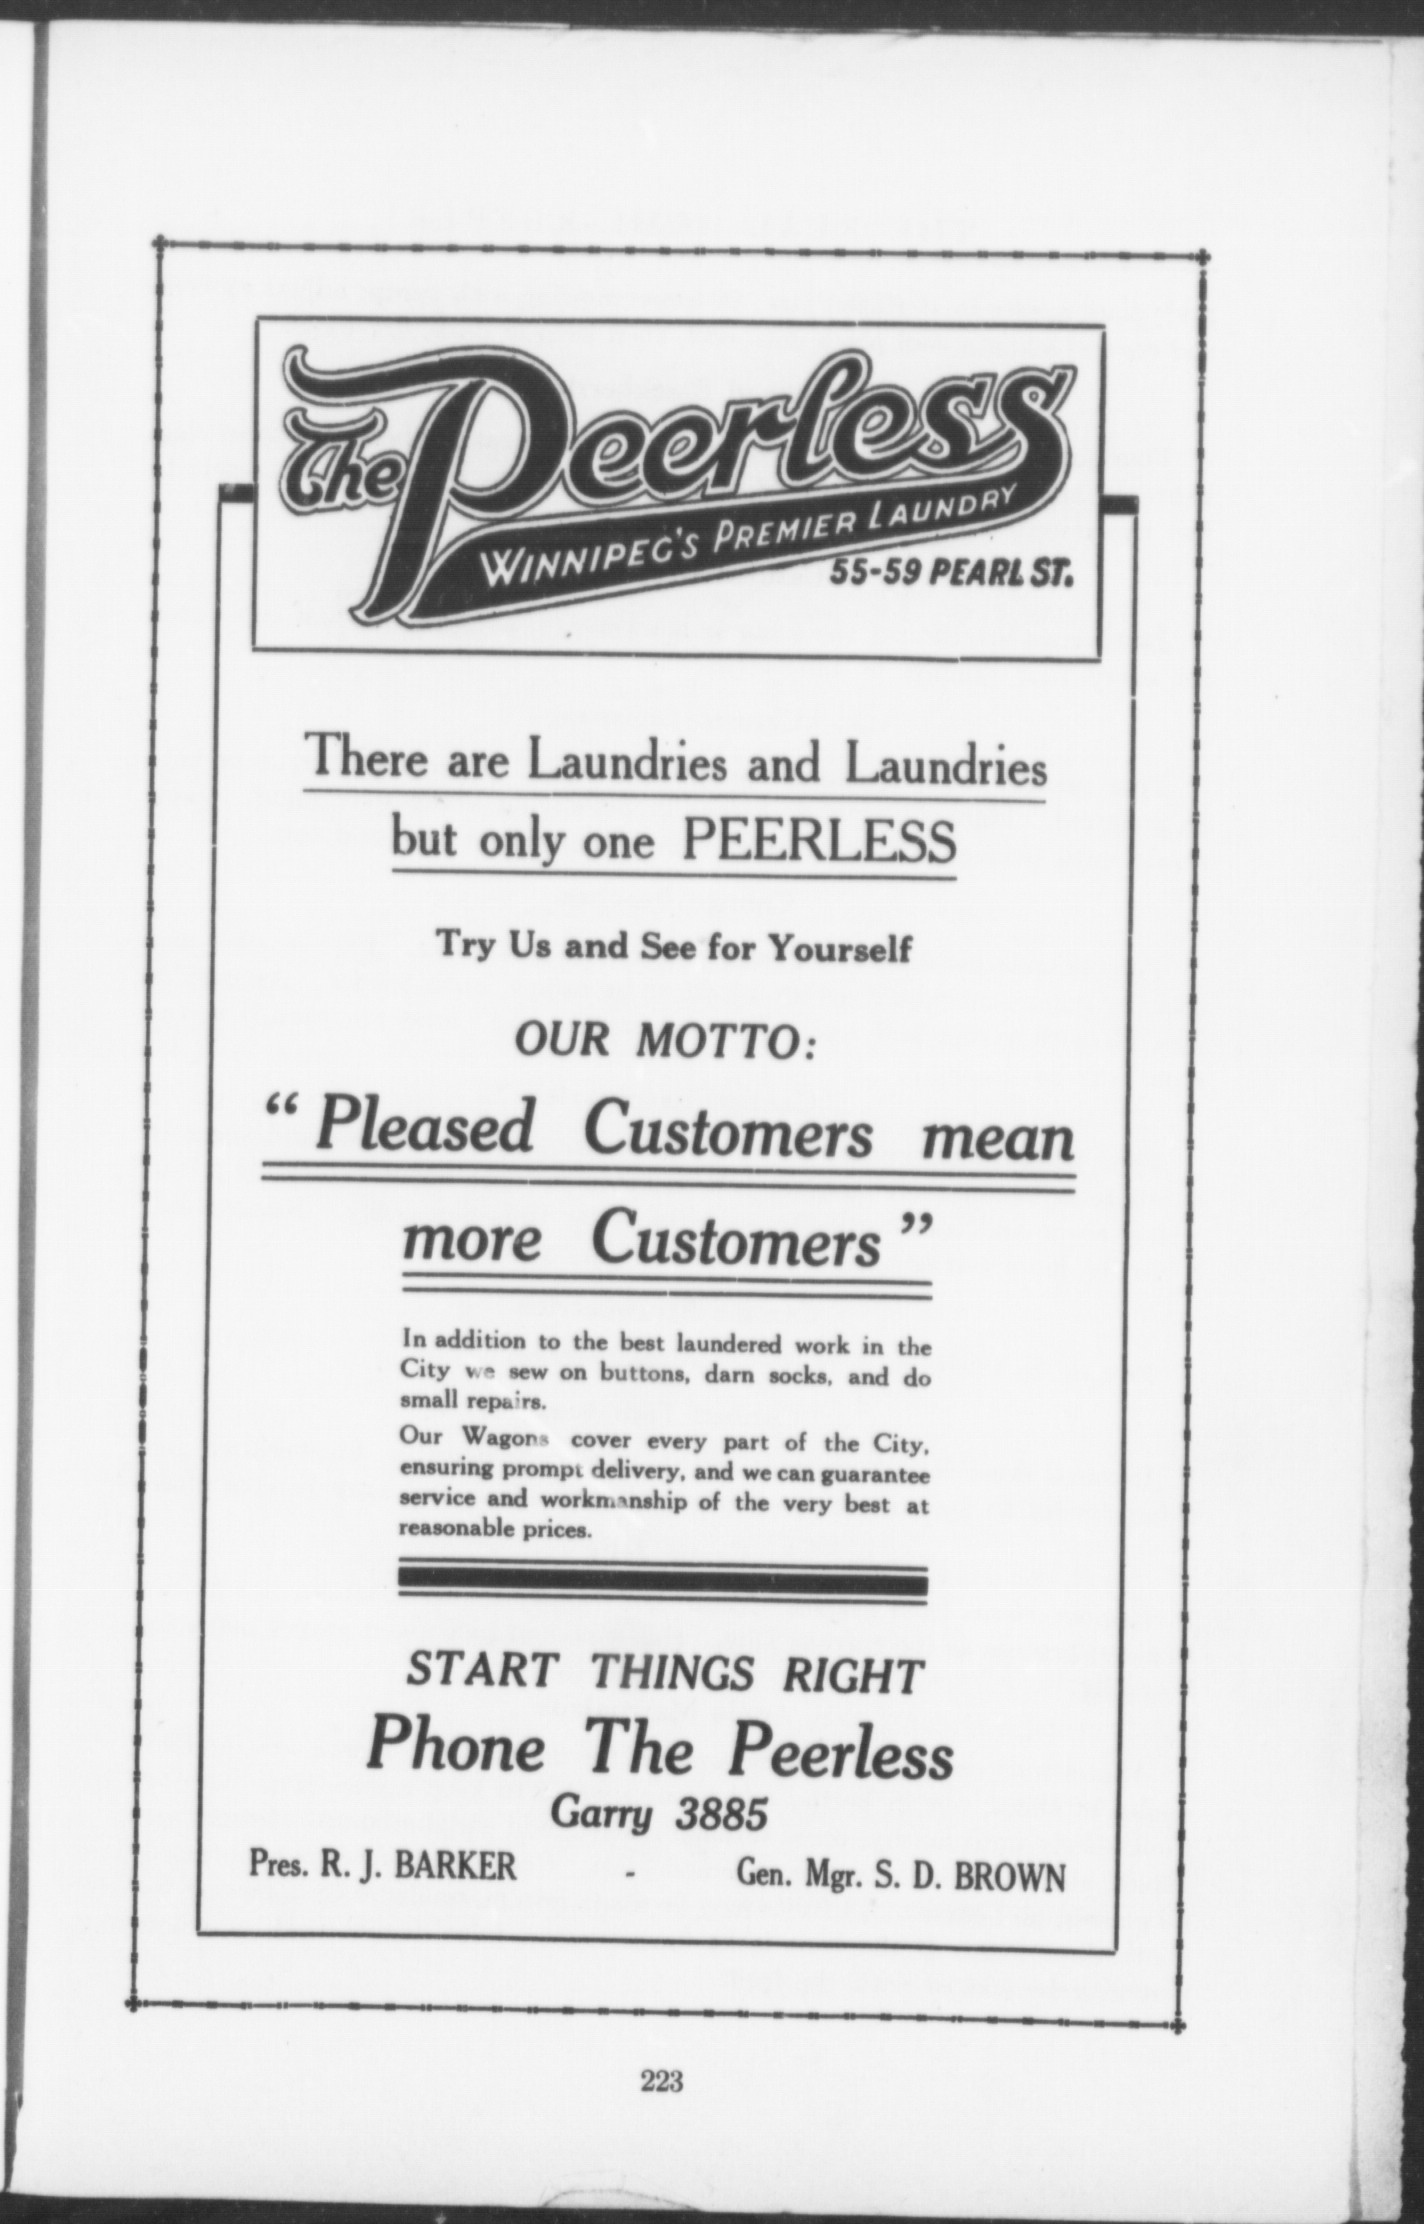 The Peerless
WINNIPEG'S PREMIER LAUNDRY
55-59 PEARL ST.
There are Laundries and Laundries
but only one PEERLESS
Try Us and See for Yourself
OUR MOTTO:
“Pleased Customers mean
more Customers”
In addition to the best laundered work in the
City we sew on buttons, darn socks, and do
small repairs.
Our Wagons cover every part of the City,
ensuring prompt delivery, and we can guarantee
service and workmanship of the very best at
reasonable prices.
START THINGS RIGHT
Phone The Peerless
Garry 3885
Pres. R. J. BARKER - Gen. Mgr. S. D. BROWN
223